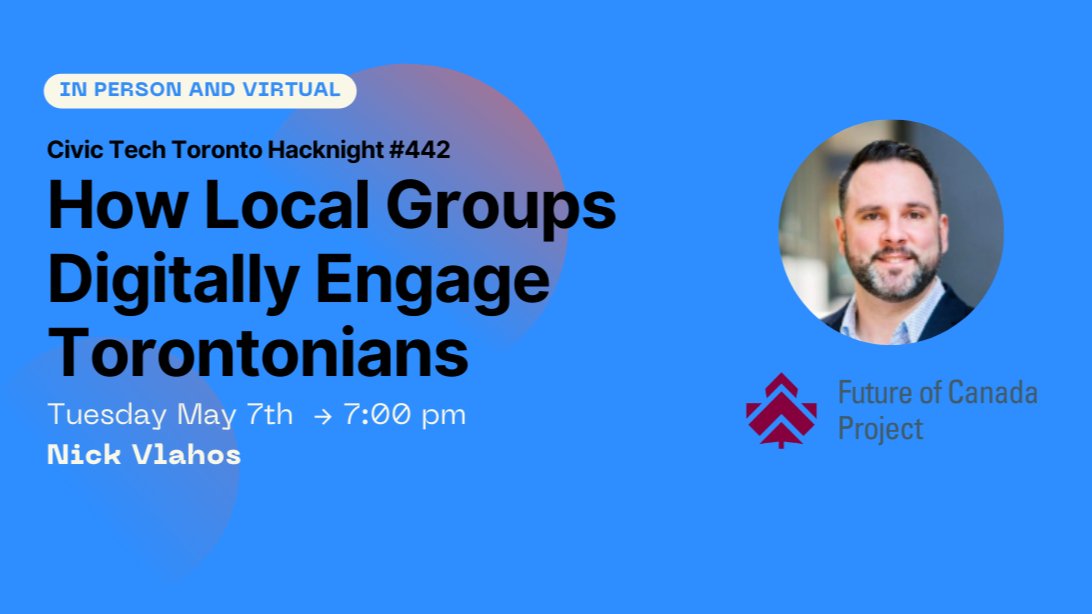 IN PERSON AND VIRTUAL
Civic Tech Toronto Hacknight #442
How Local Groups
Digitally Engage
Torontonians
Tuesday May 7th → 7:00 pm
Nick Vlahos
Future of Canada
Project